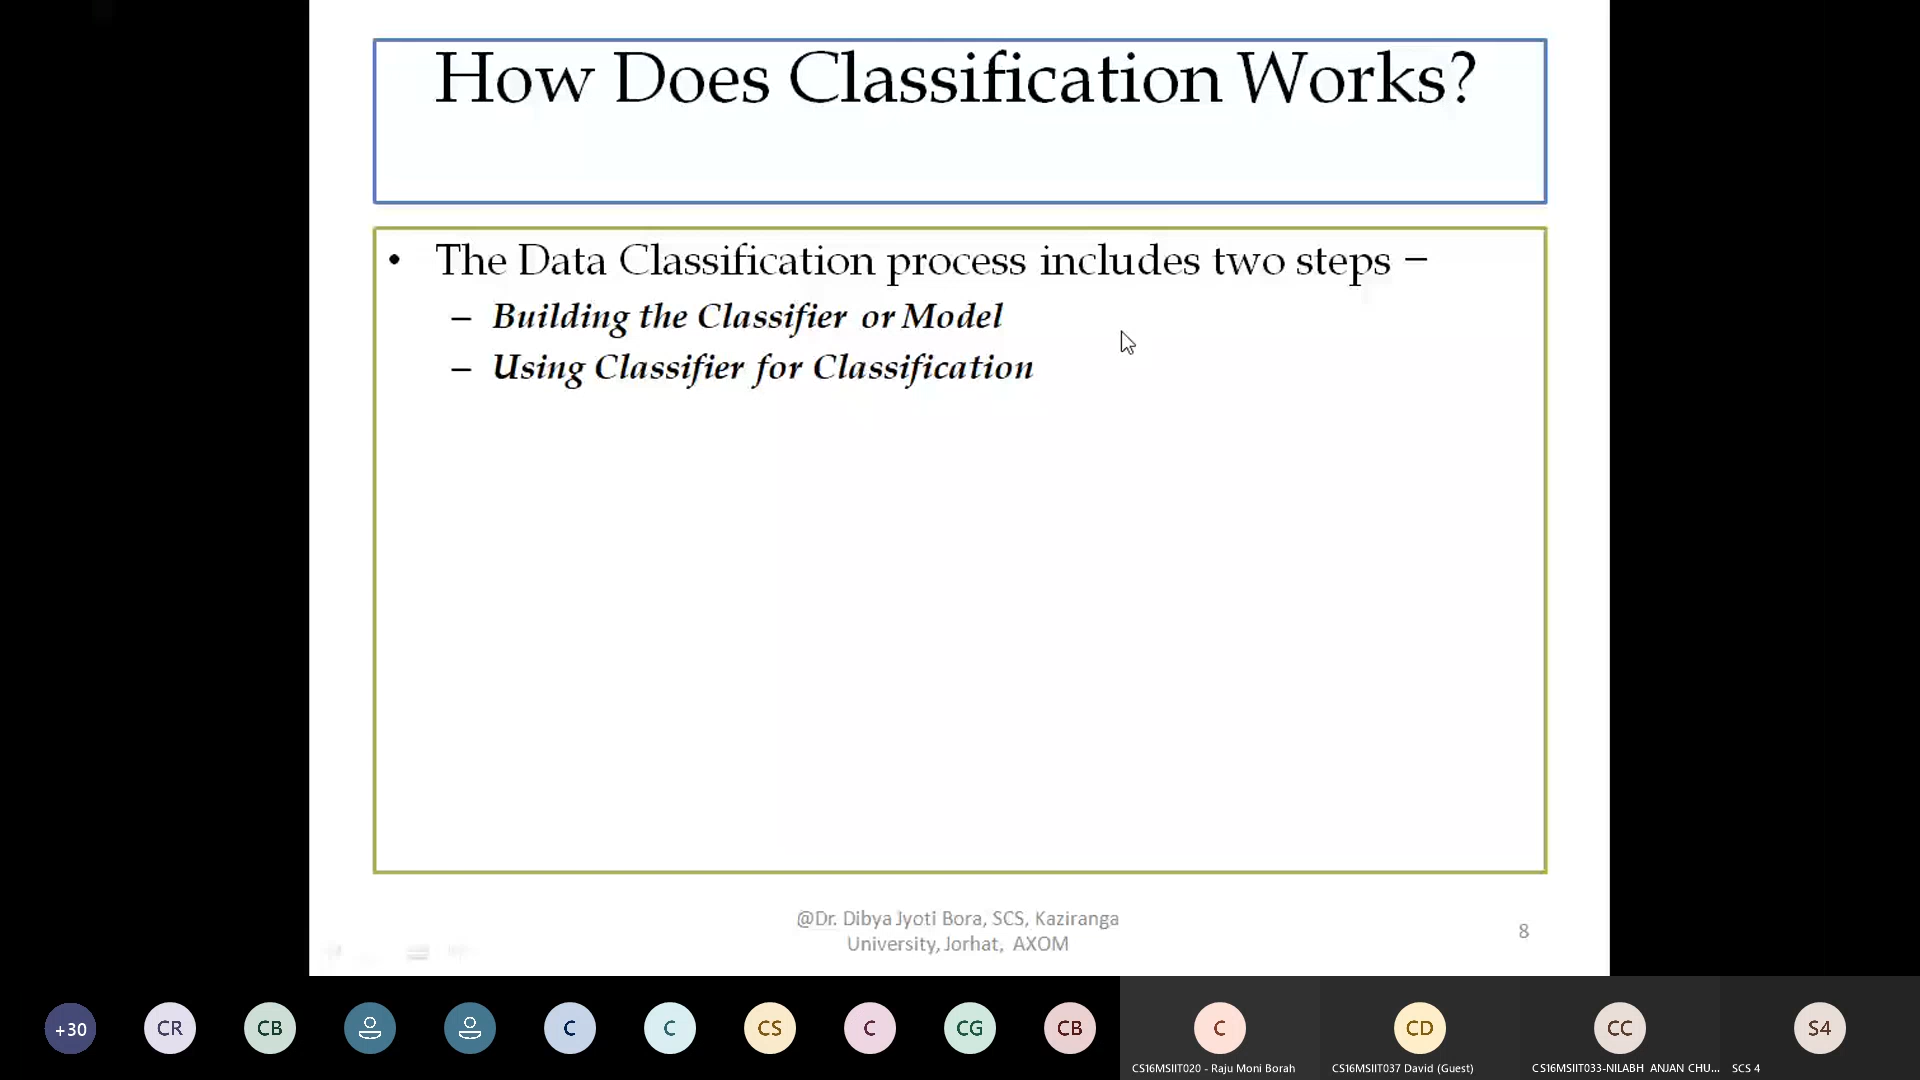 How Does Classification Works?
• The Data Classification process includes two steps −
– Building the Classifier or Model
– Using Classifier for Classification
@Dr. Dibya Jyoti Bora, SCS, Kaziranga
University, Jorhat, AXOM
8
+30 CR CB C C CS C CG CB C CD CC S4
CS16MSIIT020 - Raju Moni Borah CS16MSIIT037 David (Guest) CS16MSIIT033-NILABH ANJAN CHU... SCS 4